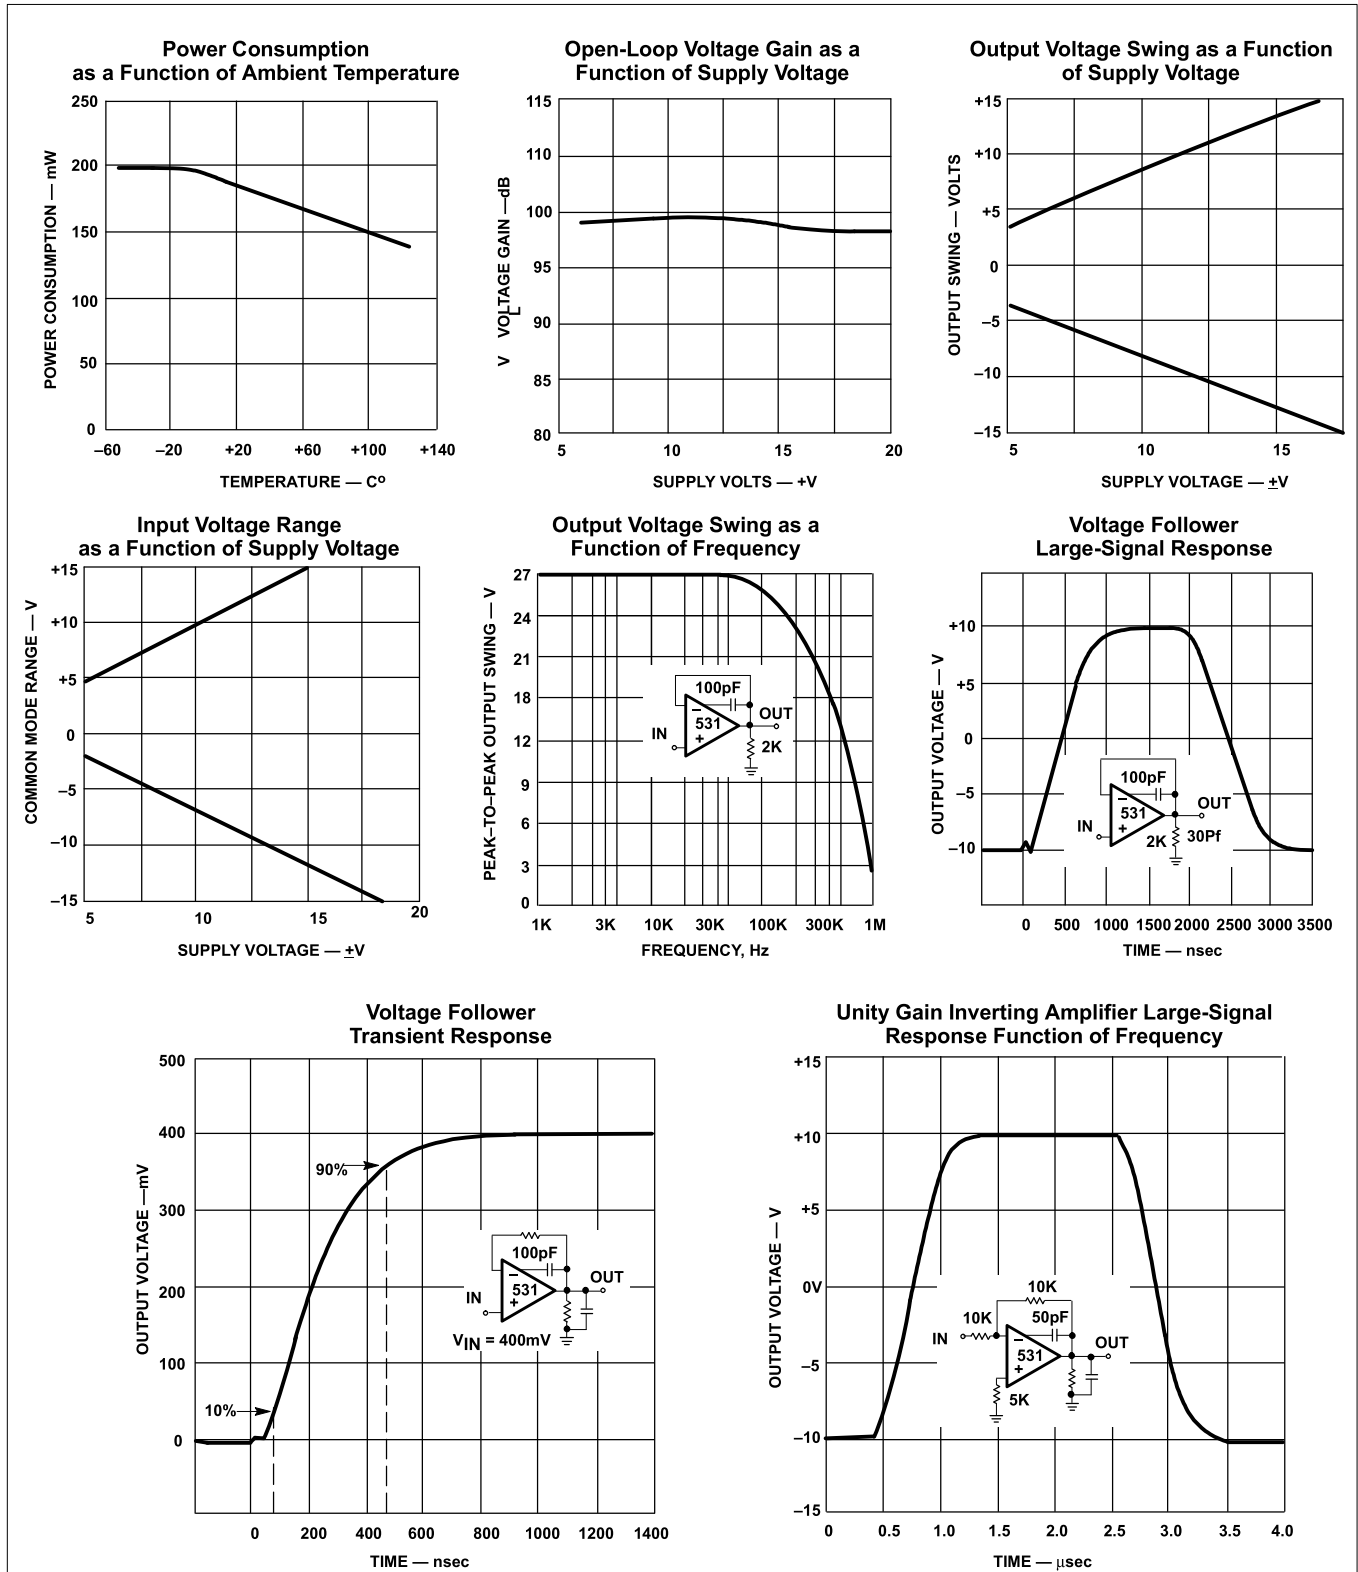 Power Consumption
as a Function of Ambient Temperature
250
200
150
100
50
0
–60
–20
+20
+60
+100
+140
POWER CONSUMPTION — mW
TEMPERATURE — Cº
Open-Loop Voltage Gain as a
Function of Supply Voltage
115
110
100
95
90
85
80
5
10
15
20
V VOLTAGE GAIN —dB
L
SUPPLY VOLTS — +V
Output Voltage Swing as a Function
of Supply Voltage
+15
+10
+5
0
–5
–10
–15
5
10
15
OUTPUT SWING — VOLTS
SUPPLY VOLTAGE — ±V
Input Voltage Range
as a Function of Supply Voltage
+15
+10
+5
0
–5
–10
–15
5
10
15
20
COMMON MODE RANGE — V
SUPPLY VOLTAGE — ±V
Output Voltage Swing as a
Function of Frequency
27
24
21
18
12
9
6
3
0
1K
3K
10K
30K
100K
300K
1M
PEAK–TO–PEAK OUTPUT SWING — V
FREQUENCY, Hz
100pF
–
531
+
IN
OUT
2K
Voltage Follower
Large-Signal Response
+10
+5
0
–5
–10
0
500
1000
1500
2000
2500
3000
3500
OUTPUT VOLTAGE — V
TIME — nsec
100pF
–
531
+
IN
OUT
2K
30Pf
Voltage Follower
Transient Response
500
400
300
200
100
0
0
200
400
600
800
1000
1200
1400
OUTPUT VOLTAGE —mV
TIME — nsec
90%
10%
100pF
–
531
+
IN
OUT
VIN = 400mV
Unity Gain Inverting Amplifier Large-Signal
Response Function of Frequency
+15
+10
+5
0V
–5
–10
–15
0
0.5
1.0
1.5
2.0
2.5
3.0
3.5
4.0
OUTPUT VOLTAGE — V
TIME — µsec
10K
10K
50pF
IN
–
531
+
OUT
5K